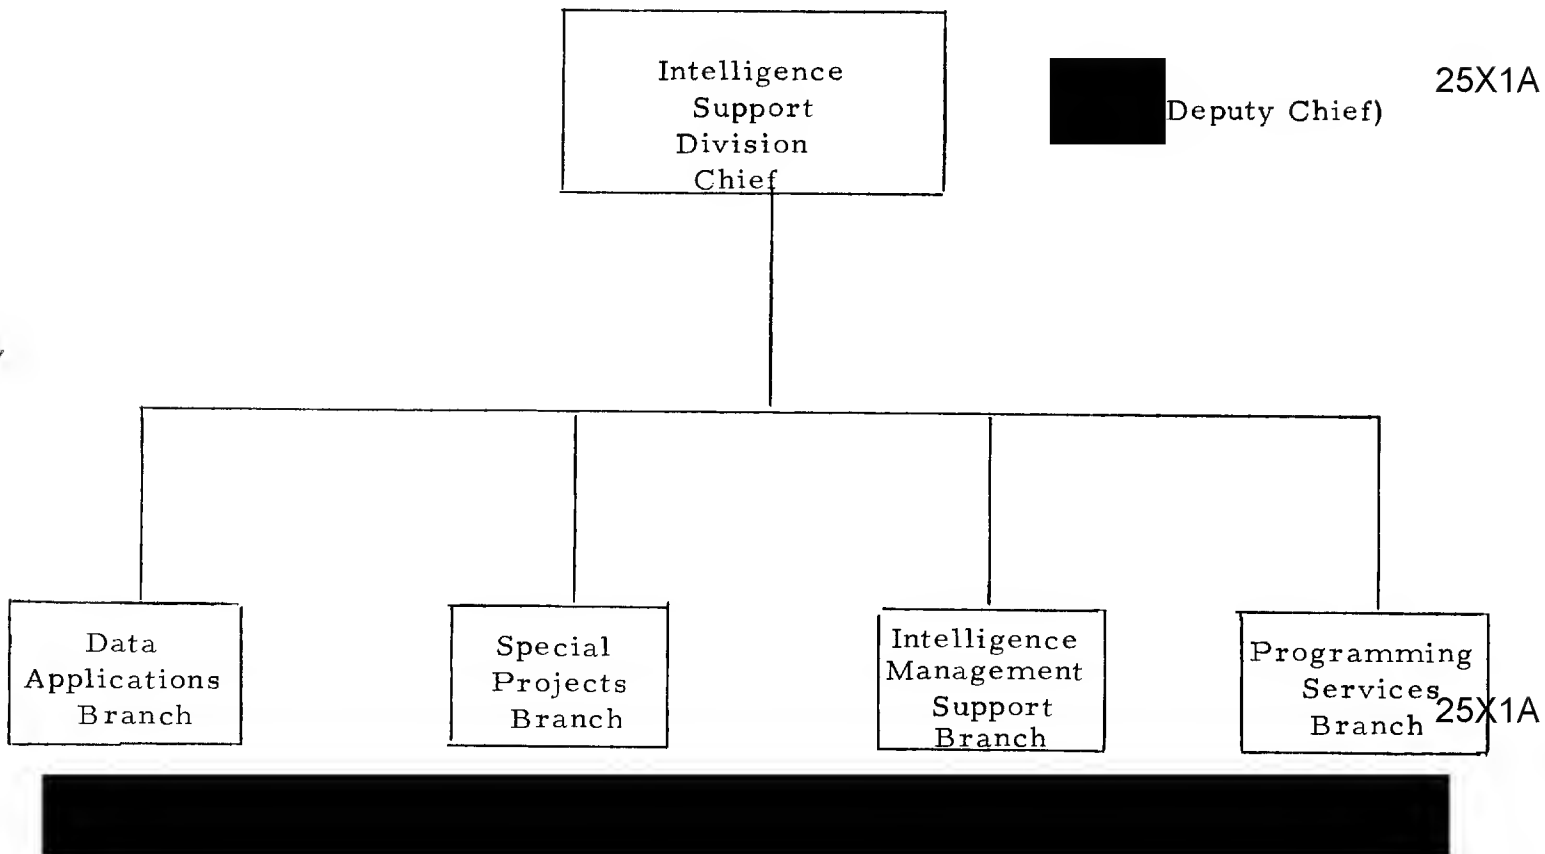 Intelligence
Support
Division
Chief
25X1A
Deputy Chief)
Data
Applications
Branch
Special
Projects
Branch
Intelligence
Management
Support
Branch
Programming
Services
Branch
25X1A